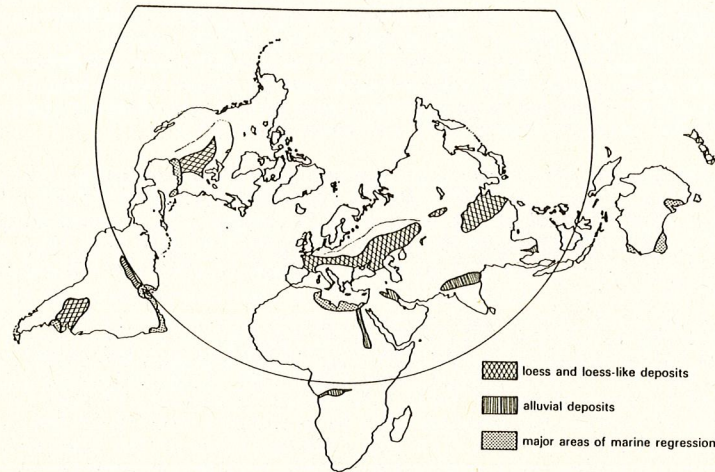 loess and loess-like deposits
alluvial deposits
major areas of marine regression